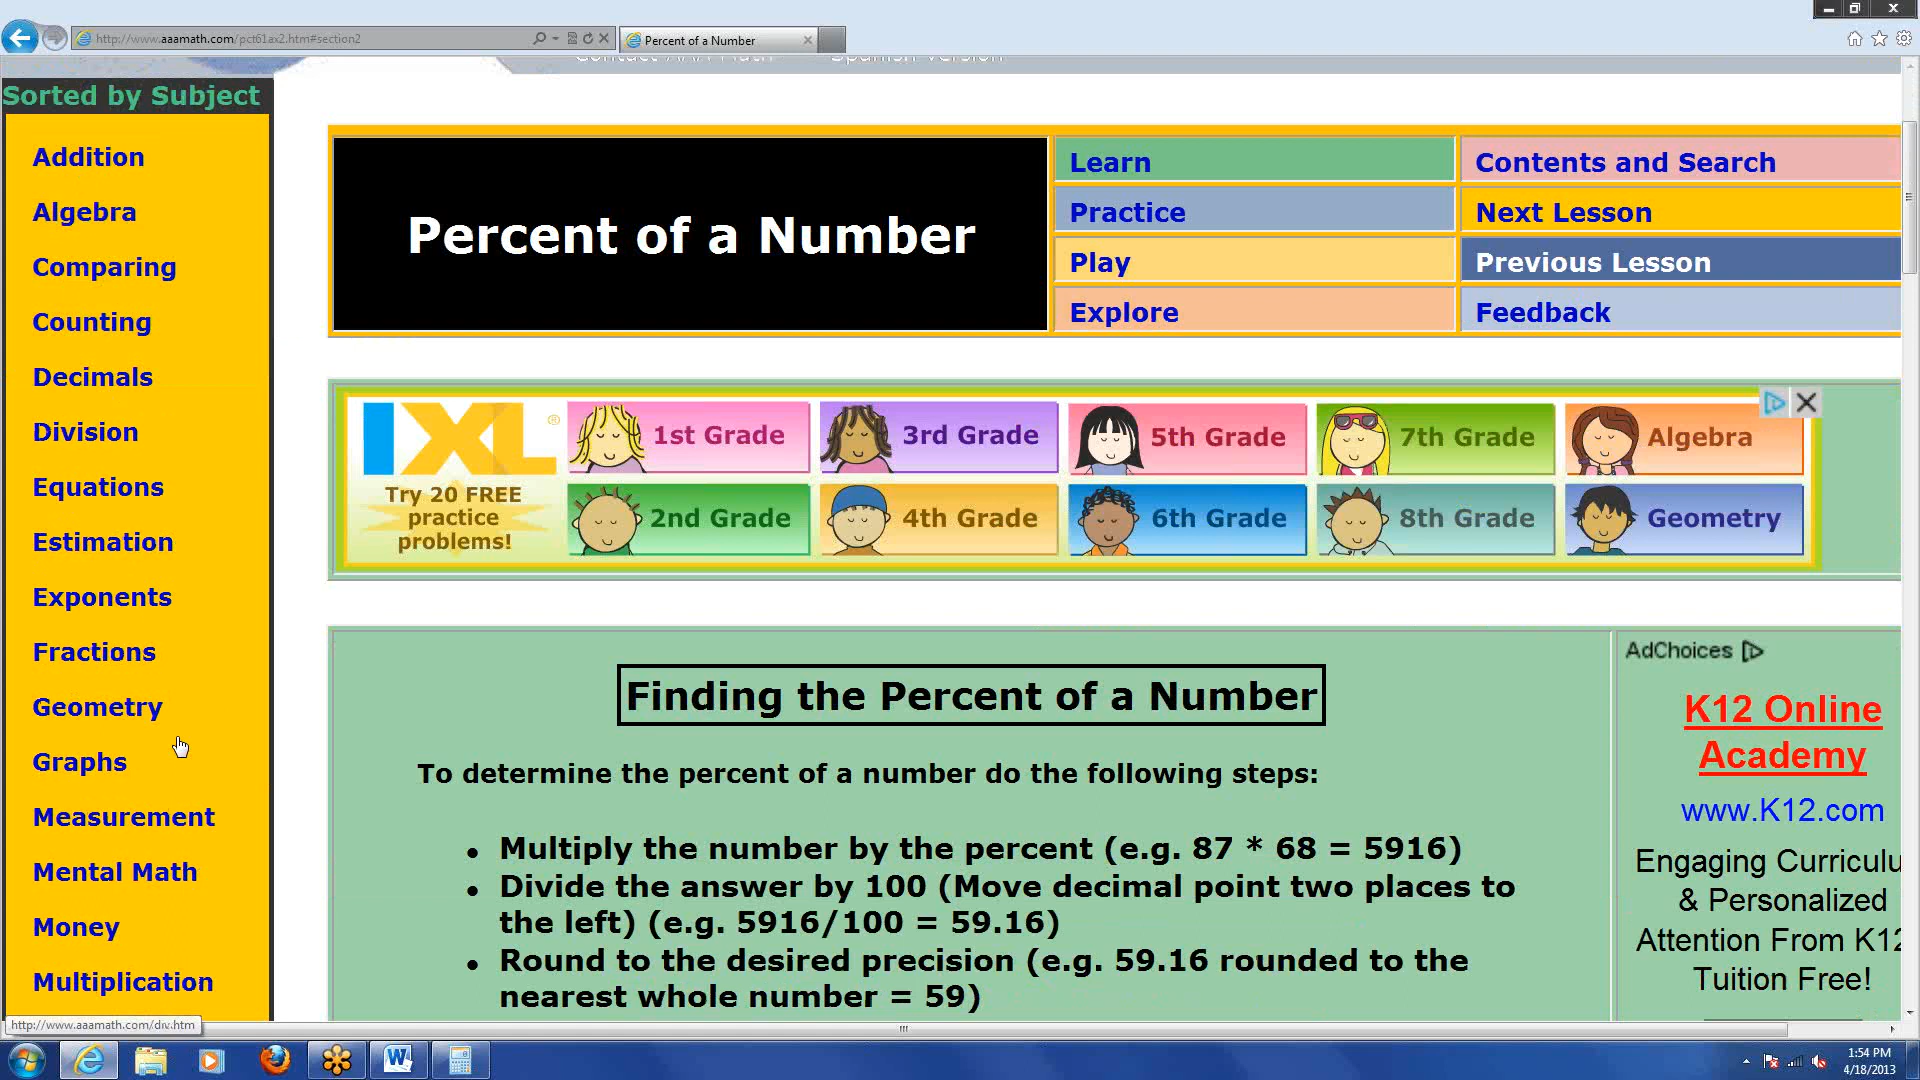 http://www.aaamath.com/pct61ax2.htm#section2
Percent of a Number
Sorted by Subject
Addition
Algebra
Comparing
Counting
Decimals
Division
Equations
Estimation
Exponents
Fractions
Geometry
Graphs
Measurement
Mental Math
Money
Multiplication
http://www.aaamath.com/div.htm
Percent of a Number
Learn
Practice
Play
Explore
Contents and Search
Next Lesson
Previous Lesson
Feedback
IXL®
Try 20 FREE
practice
problems!
1st Grade
3rd Grade
5th Grade
7th Grade
Algebra
2nd Grade
4th Grade
6th Grade
8th Grade
Geometry
Finding the Percent of a Number
To determine the percent of a number do the following steps:
• Multiply the number by the percent (e.g. 87 * 68 = 5916)
• Divide the answer by 100 (Move decimal point two places to
the left) (e.g. 5916/100 = 59.16)
• Round to the desired precision (e.g. 59.16 rounded to the
nearest whole number = 59)
AdChoices
K12 Online
Academy
www.K12.com
Engaging Curriculu
& Personalized
Attention From K12
Tuition Free!
1:54 PM
4/18/2013